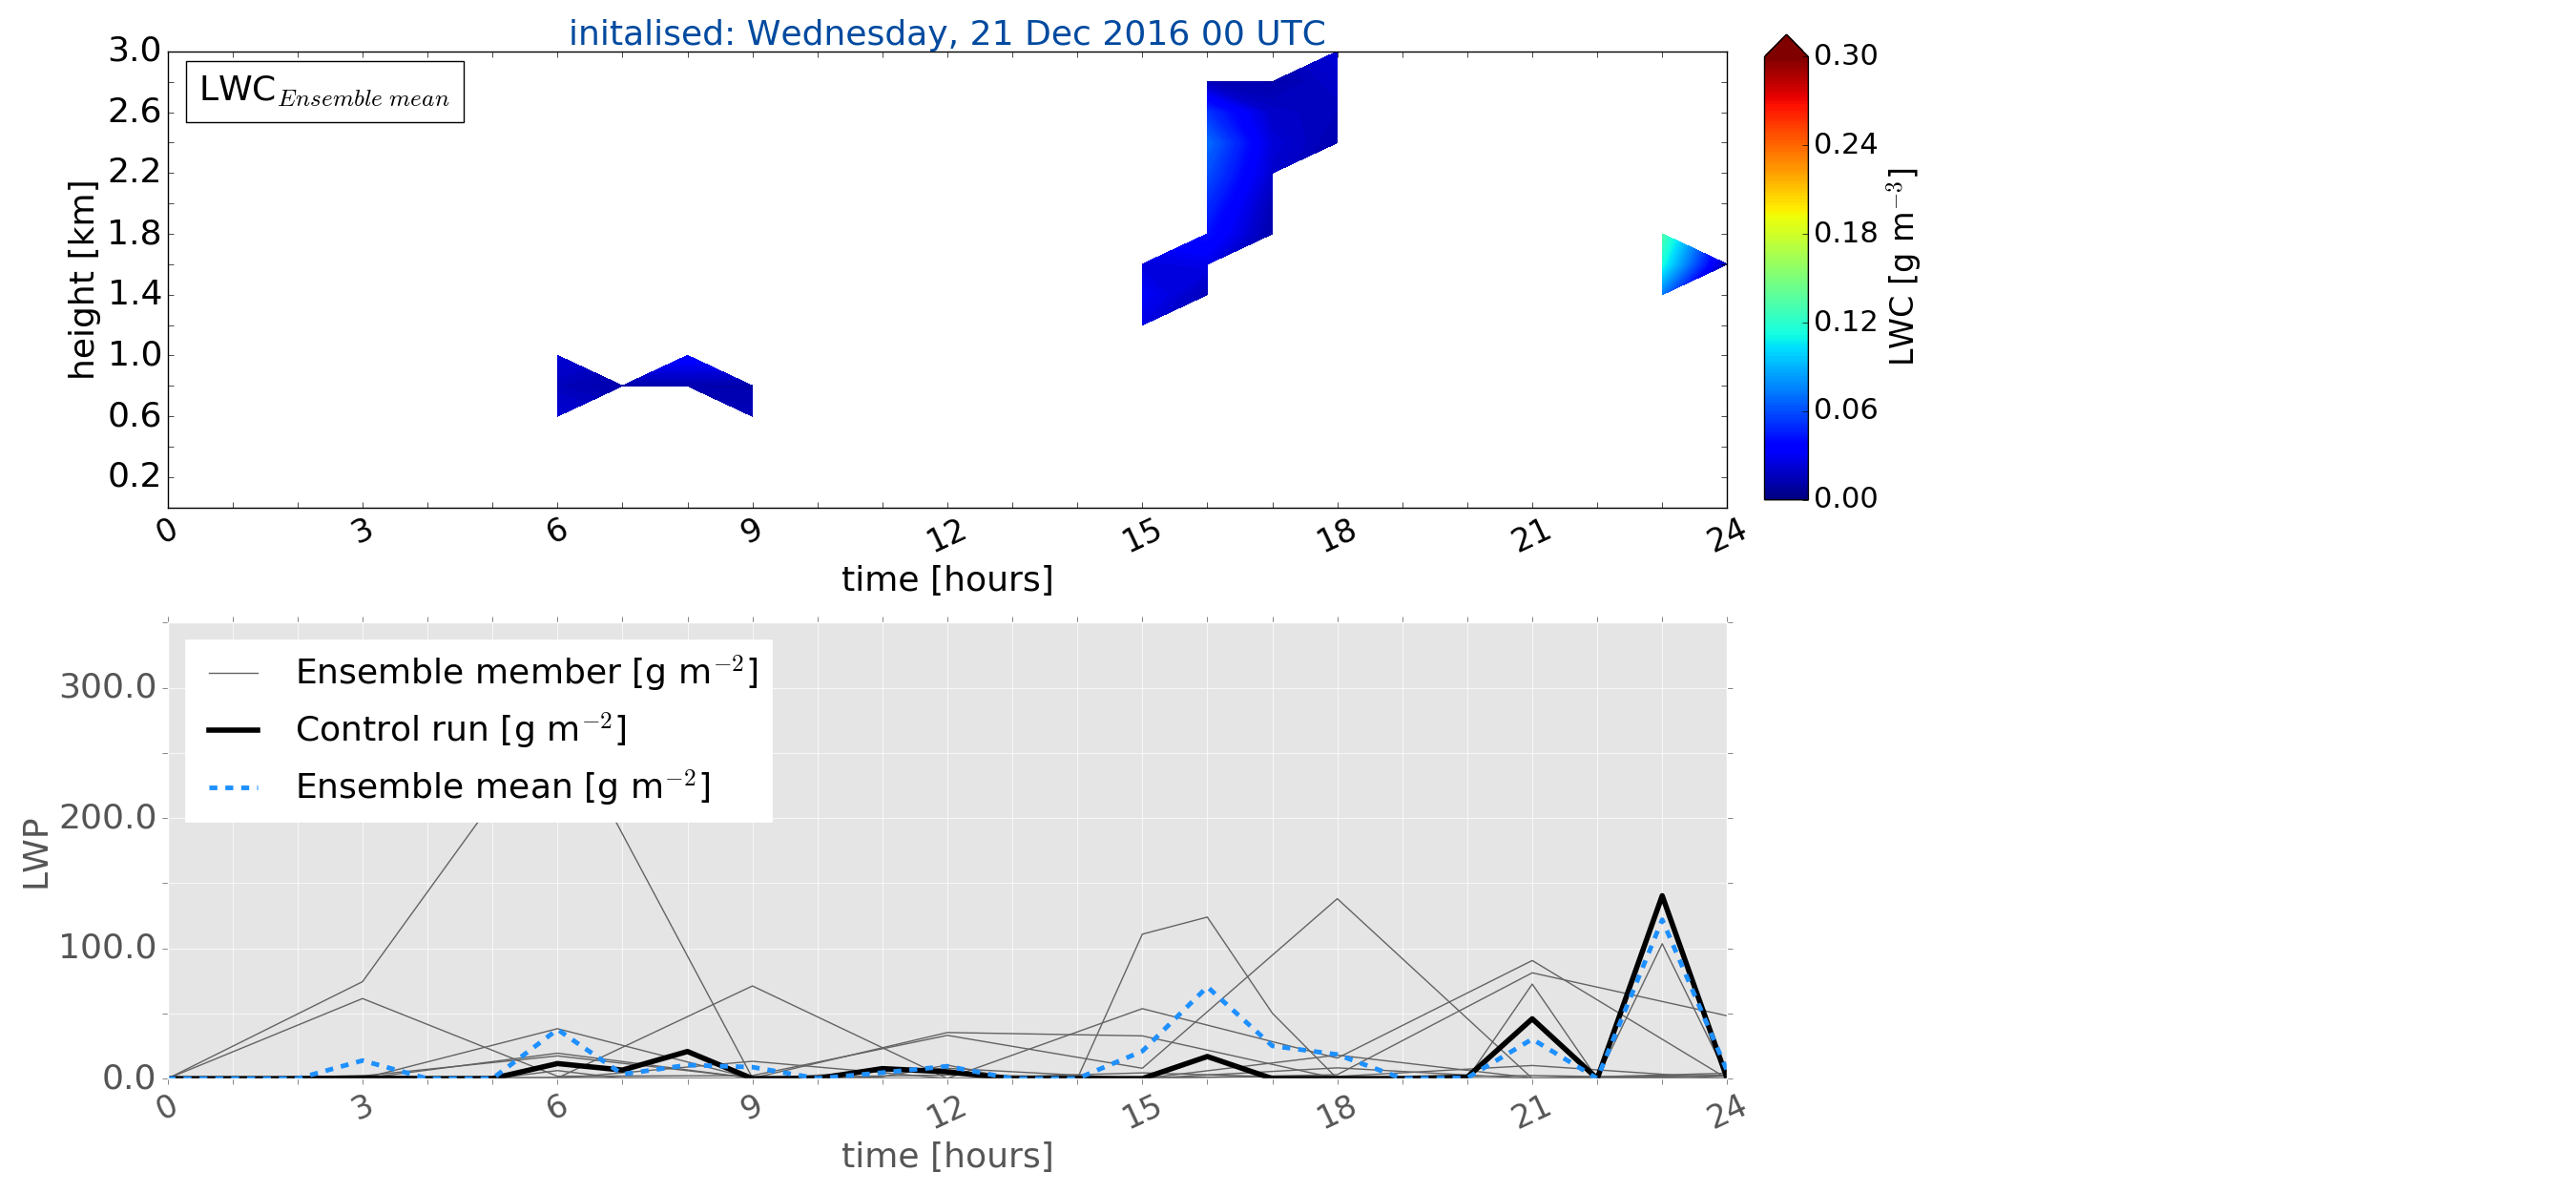 initalised: Wednesday, 21 Dec 2016 00 UTC
LWC Ensemble mean
height [km]
3.0
2.6
2.2
1.8
1.4
1.0
0.6
0.2
0 3 6 9 12 15 18 21 24
time [hours]
0.30
0.24
0.18
0.12
0.06
0.00
LWC [g m⁻³]
Ensemble member [g m⁻²]
Control run [g m⁻²]
Ensemble mean [g m⁻²]
LWP
300.0
200.0
100.0
0.0
0 3 6 9 12 15 18 21 24
time [hours]